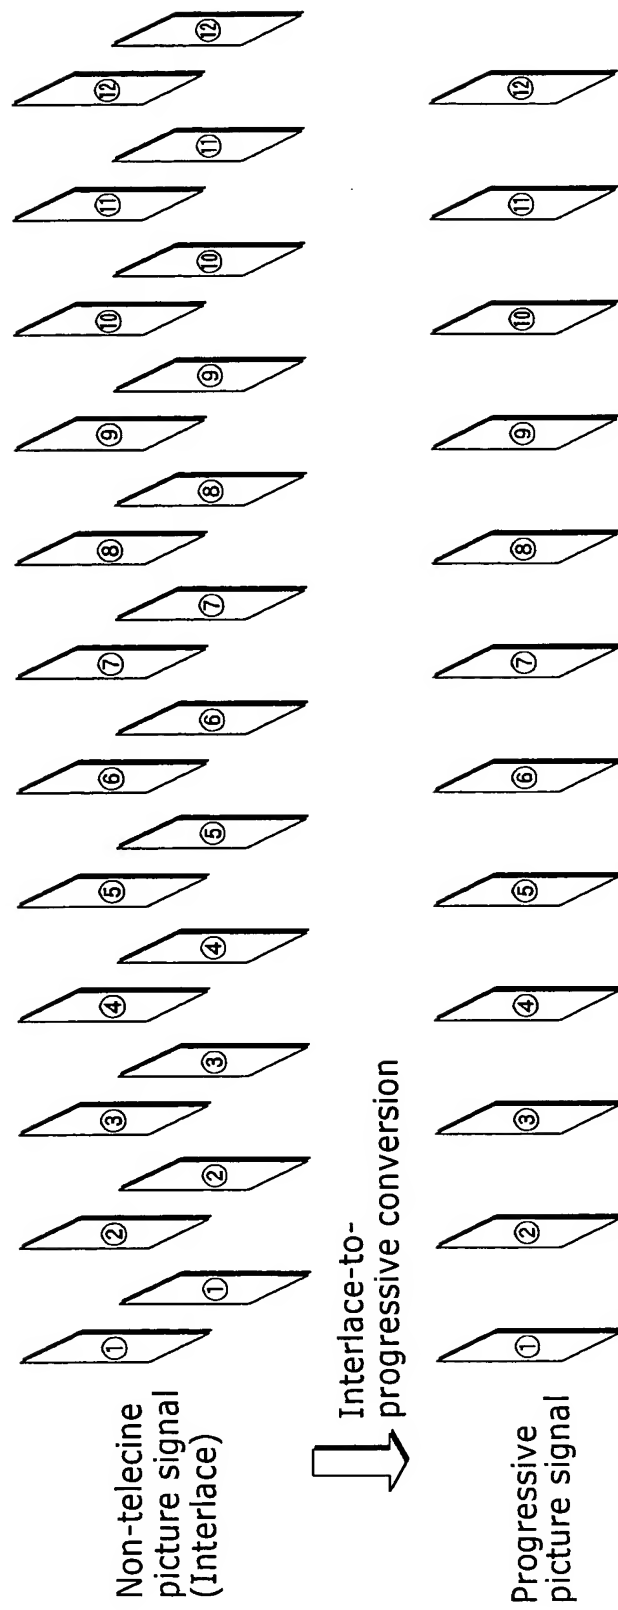 Non-telecine
picture signal
(Interlace)
① ② ③ ④ ⑤ ⑥ ⑦ ⑧ ⑨ ⑩ ⑪ ⑫
① ② ③ ④ ⑤ ⑥ ⑦ ⑧ ⑨ ⑩ ⑪ ⑫
Interlace-to-
progressive conversion
Progressive
picture signal
① ② ③ ④ ⑤ ⑥ ⑦ ⑧ ⑨ ⑩ ⑪ ⑫